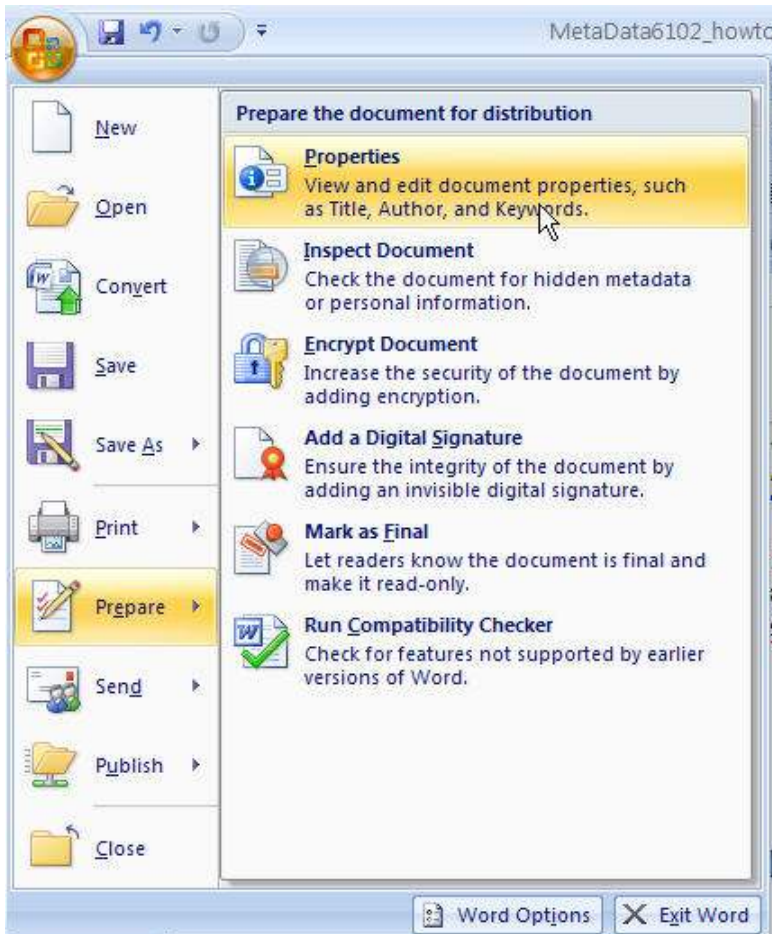 MetaData6102_howto
New
Open
Convert
Save
Save As
Print
Prepare
Send
Publish
Close
Prepare the document for distribution
Properties
View and edit document properties, such
as Title, Author, and Keywords.
Inspect Document
Check the document for hidden metadata
or personal information.
Encrypt Document
Increase the security of the document by
adding encryption.
Add a Digital Signature
Ensure the integrity of the document by
adding an invisible digital signature.
Mark as Final
Let readers know the document is final and
make it read-only.
Run Compatibility Checker
Check for features not supported by earlier
versions of Word.
Word Options
Exit Word